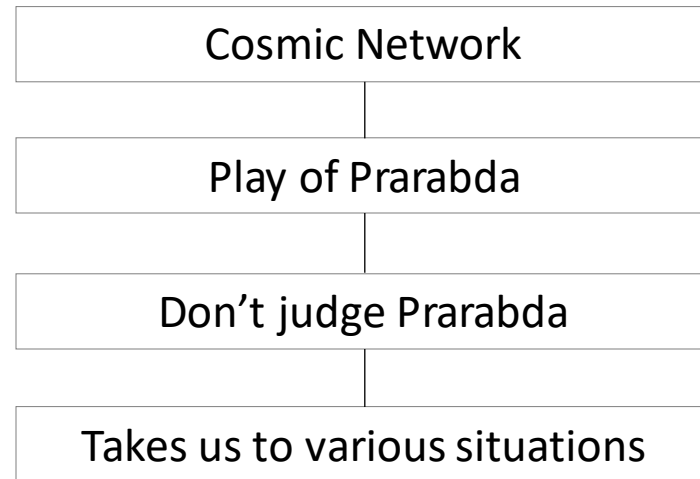 Cosmic Network
Play of Prarabda
Don’t judge Prarabda
Takes us to various situations